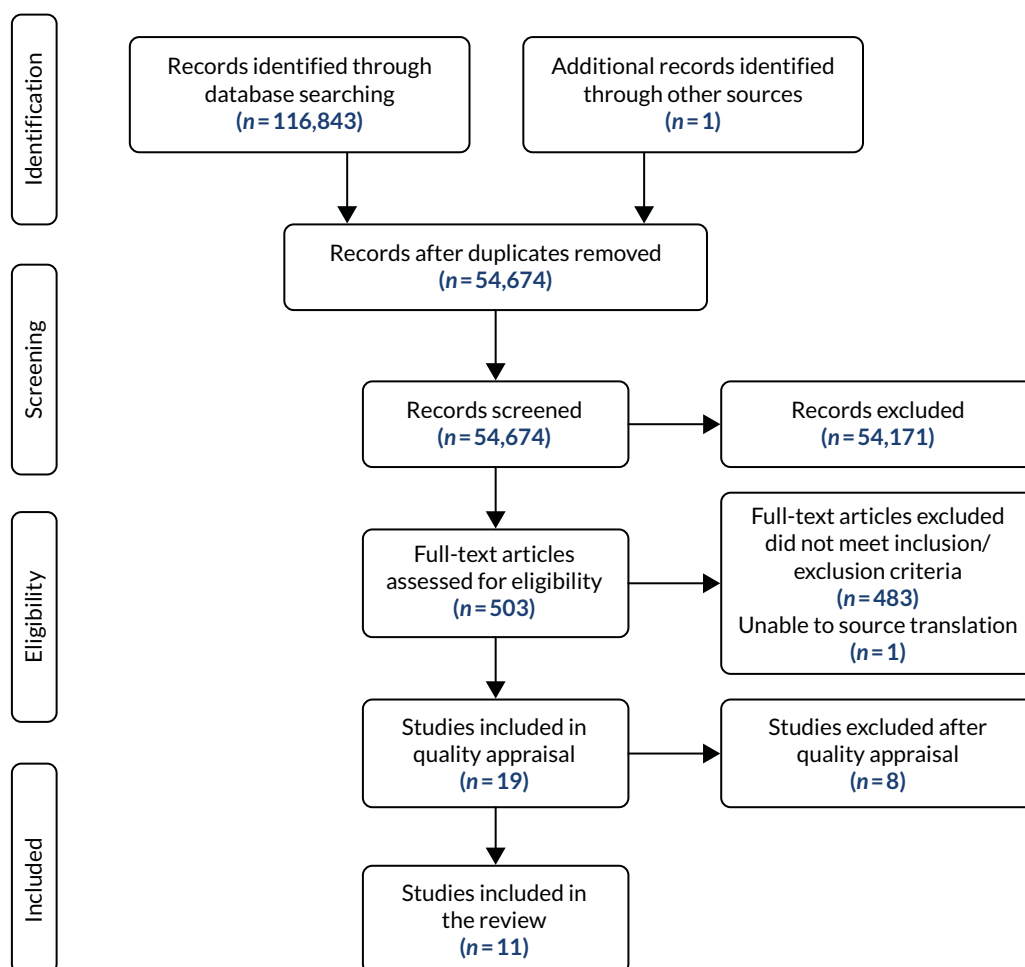 Identification
Records identified through
database searching
(n = 116,843)
Additional records identified
through other sources
(n = 1)
Records after duplicates removed
(n = 54,674)
Screening
Records screened
(n = 54,674)
Records excluded
(n = 54,171)
Eligibility
Full-text articles
assessed for eligibility
(n = 503)
Full-text articles excluded
did not meet inclusion/
exclusion criteria
(n = 483)
Unable to source translation
(n = 1)
Studies included in
quality appraisal
(n = 19)
Studies excluded after
quality appraisal
(n = 8)
Included
Studies included in
the review
(n = 11)